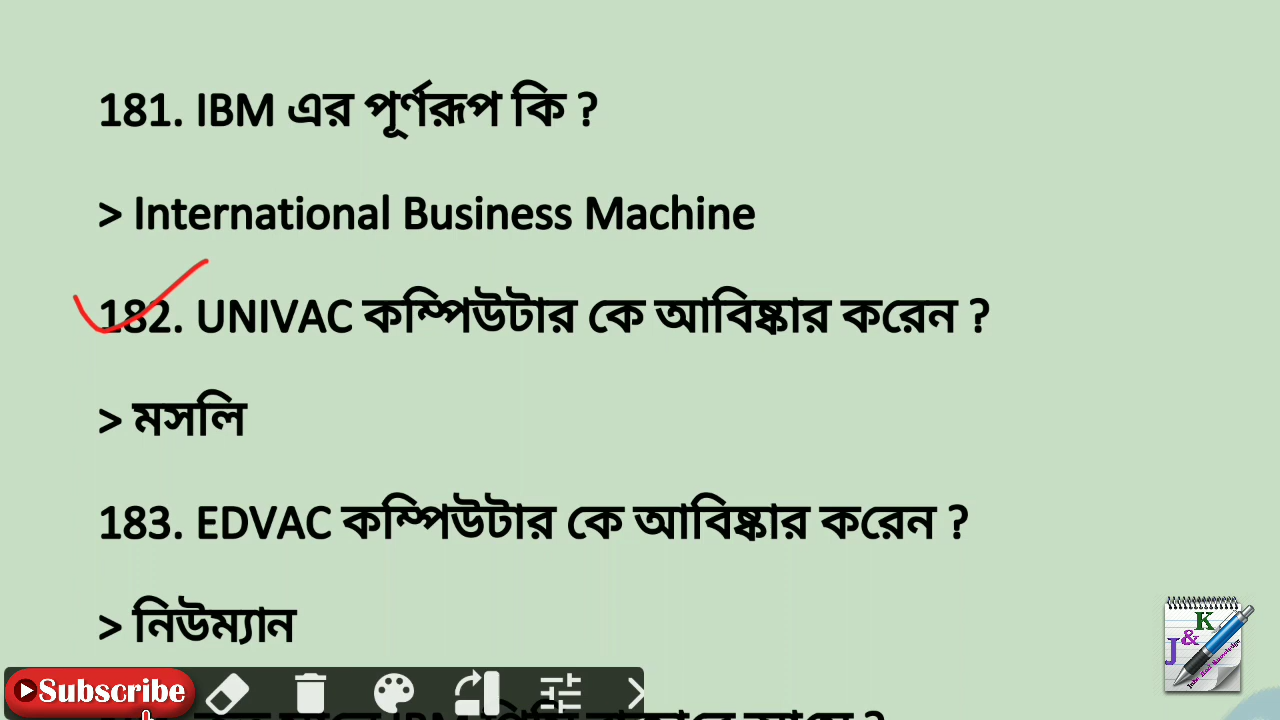 181. IBM এর পূর্ণরূপ কি ?
> International Business Machine
182. UNIVAC কম্পিউটার কে আবিষ্কার করেন ?
> মসলি
183. EDVAC কম্পিউটার কে আবিষ্কার করেন ?
> নিউম্যান
Subscribe
J & K